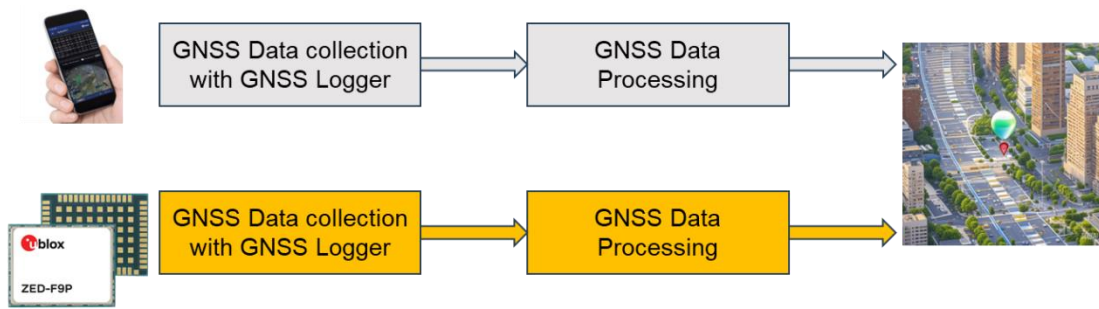 GNSS Data collection
with GNSS Logger
GNSS Data
Processing
GNSS Data collection
with GNSS Logger
GNSS Data
Processing
ublox
ZED-F9P